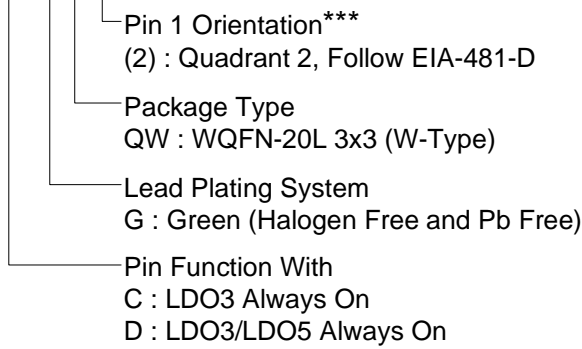 Pin 1 Orientation***
(2) : Quadrant 2, Follow EIA-481-D
Package Type
QW : WQFN-20L 3x3 (W-Type)
Lead Plating System
G : Green (Halogen Free and Pb Free)
Pin Function With
C : LDO3 Always On
D : LDO3/LDO5 Always On